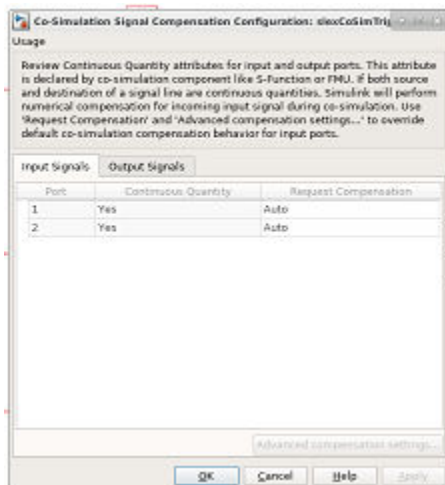 Co-Simulation Signal Compensation Configuration: slexCoSimTrip
Usage
Review Continuous Quantity attributes for input and output ports. This attribute
is declared by co-simulation component like S-Function or FMU. If both source
and destination of a signal line are continuous quantities, Simulink will perform
numerical compensation for incoming input signal during co-simulation. Use
'Request Compensation' and 'Advanced compensation settings...' to override
default co-simulation compensation behavior for input ports.
Input Signals Output Signals
Port Continuous Quantity Request Compensation
1 Yes Auto
2 Yes Auto
Advanced compensation settings...
OK Cancel Help Apply